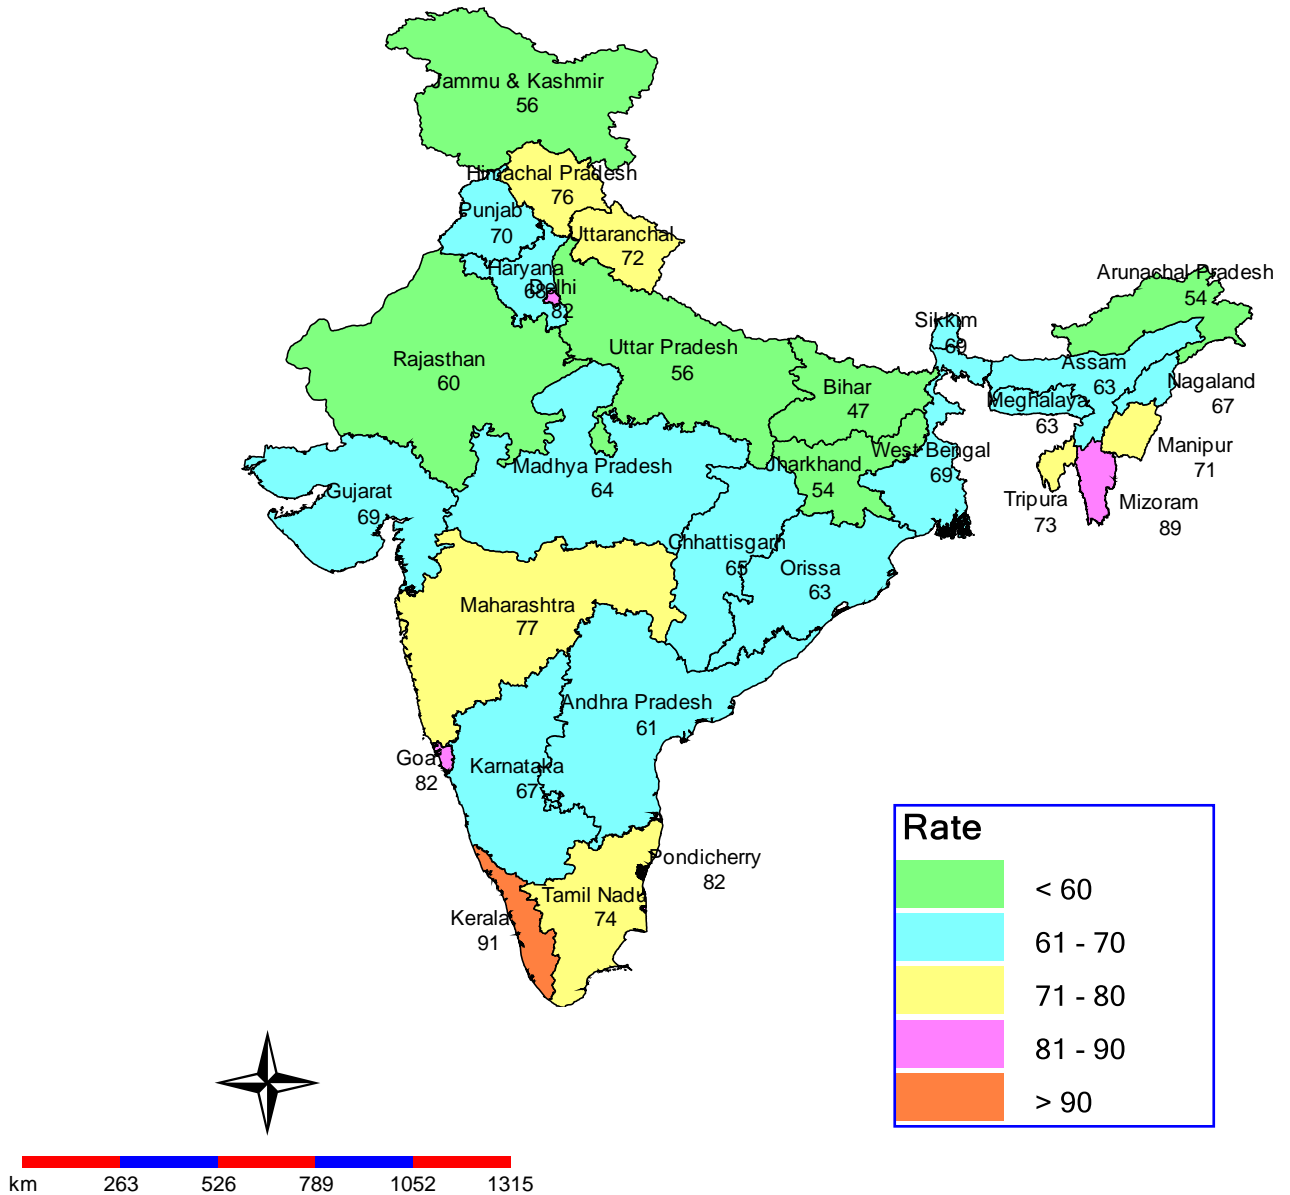 Jammu & Kashmir
56
Himachal Pradesh
76
Punjab
70
Uttaranchal
72
Haryana
68
Delhi
82
Arunachal Pradesh
54
Sikkim
69
Rajasthan
60
Uttar Pradesh
56
Bihar
47
Assam
63
Nagaland
67
Meghalaya
63
Manipur
71
Madhya Pradesh
64
Jharkhand
54
West Bengal
69
Gujarat
69
Tripura
73
Mizoram
89
Chhattisgarh
65
Orissa
63
Maharashtra
77
Andhra Pradesh
61
Goa
82
Karnataka
67
Pondicherry
82
Tamil Nadu
74
Kerala
91
Rate
< 60
61 - 70
71 - 80
81 - 90
> 90
km 263 526 789 1052 1315